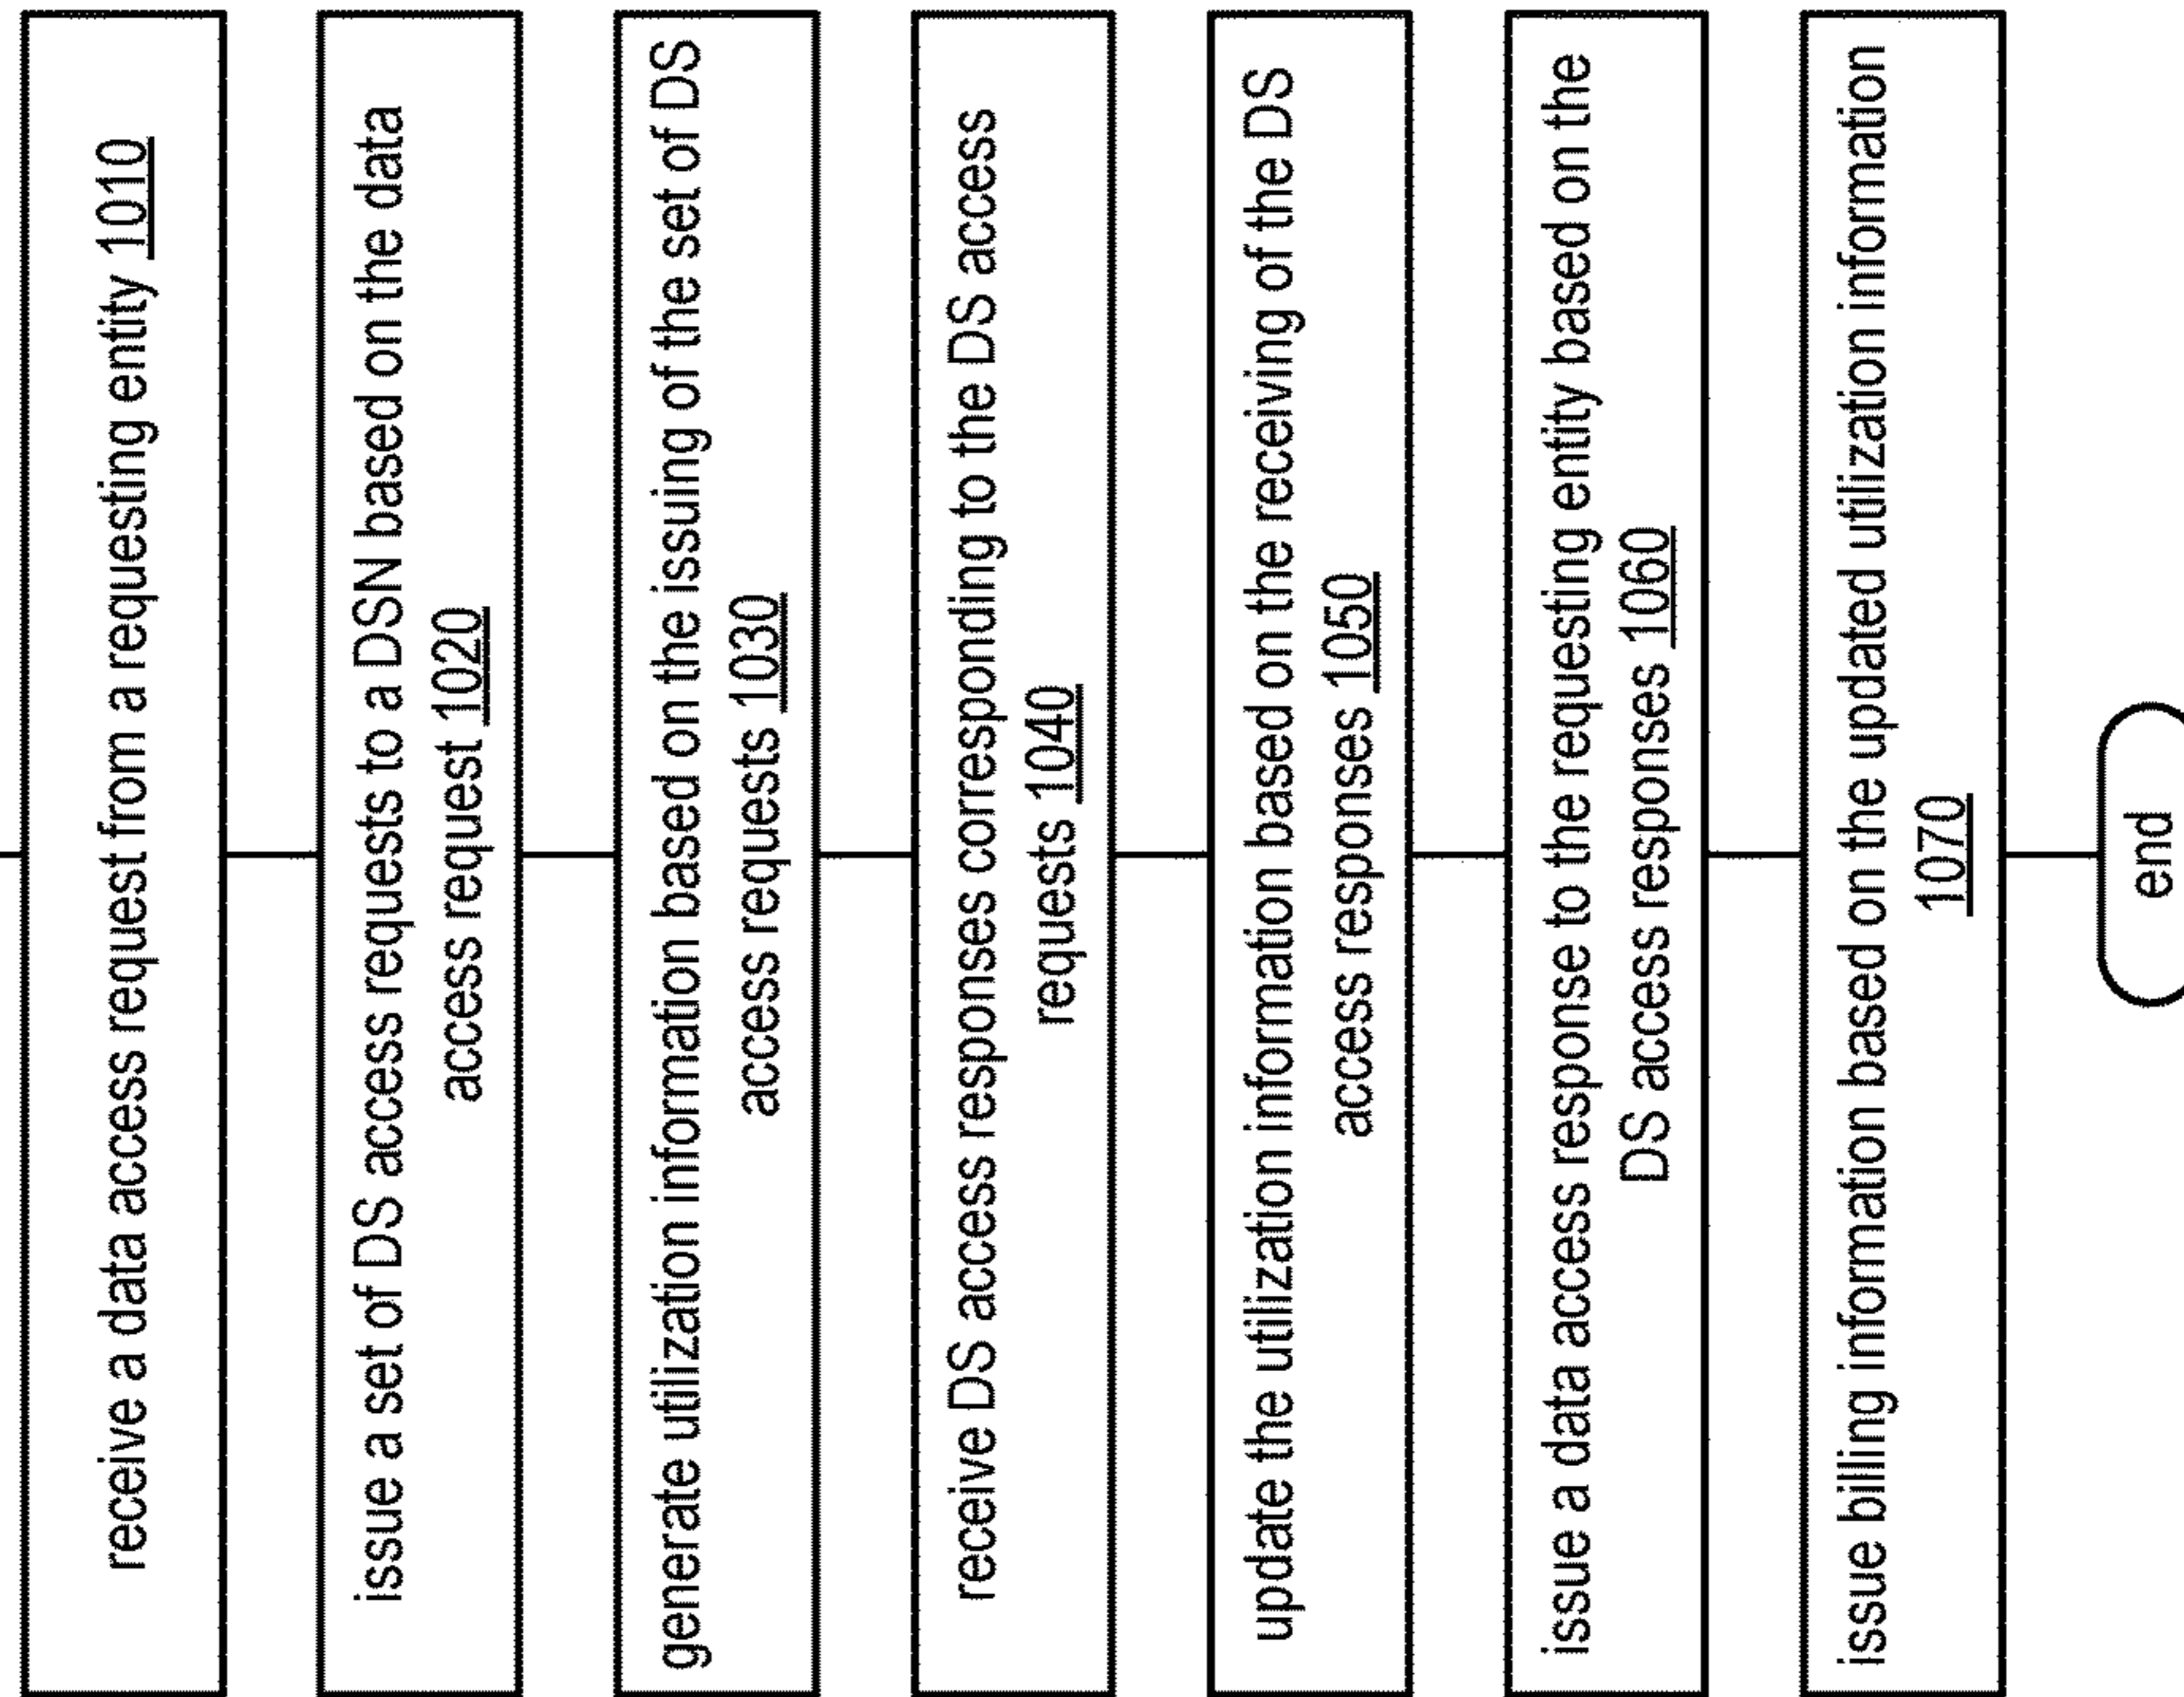 receive a data access request from a requesting entity 1010
issue a set of DS access requests to a DSN based on the data
access request 1020
generate utilization information based on the issuing of the set of DS
access requests 1030
receive DS access responses corresponding to the DS access
requests 1040
update the utilization information based on the receiving of the DS
access responses 1050
issue a data access response to the requesting entity based on the
DS access responses 1060
issue billing information based on the updated utilization information
1070
end